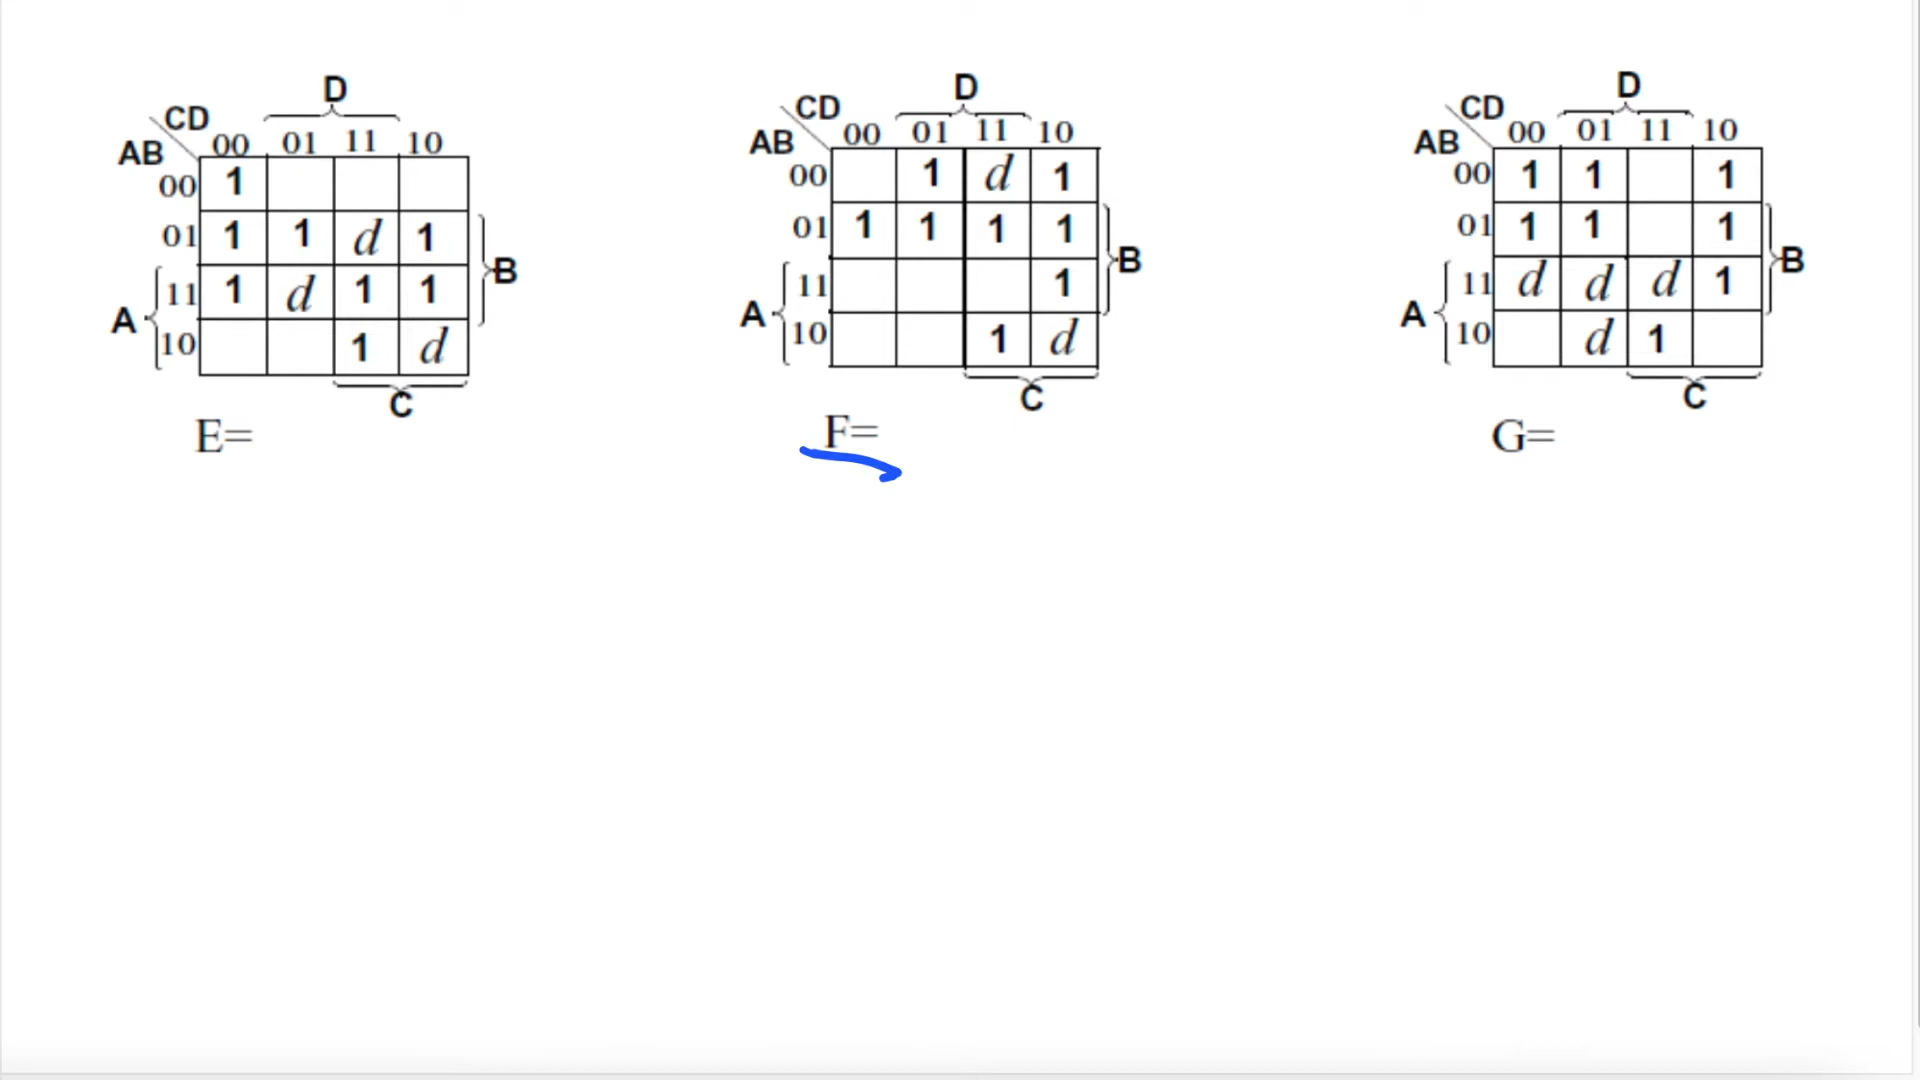 D D D
CD CD CD
AB 00 01 11 10 AB 00 01 11 10 AB 00 01 11 10
00 1 00 1 d 1 00 1 1 1
01 1 1 d 1 01 1 1 1 1 01 1 1 1
B B B
11 1 d 1 1 11 1 11 d d d 1
A A A
10 1 d 10 1 d 10 d 1
C C C
E= F= G=